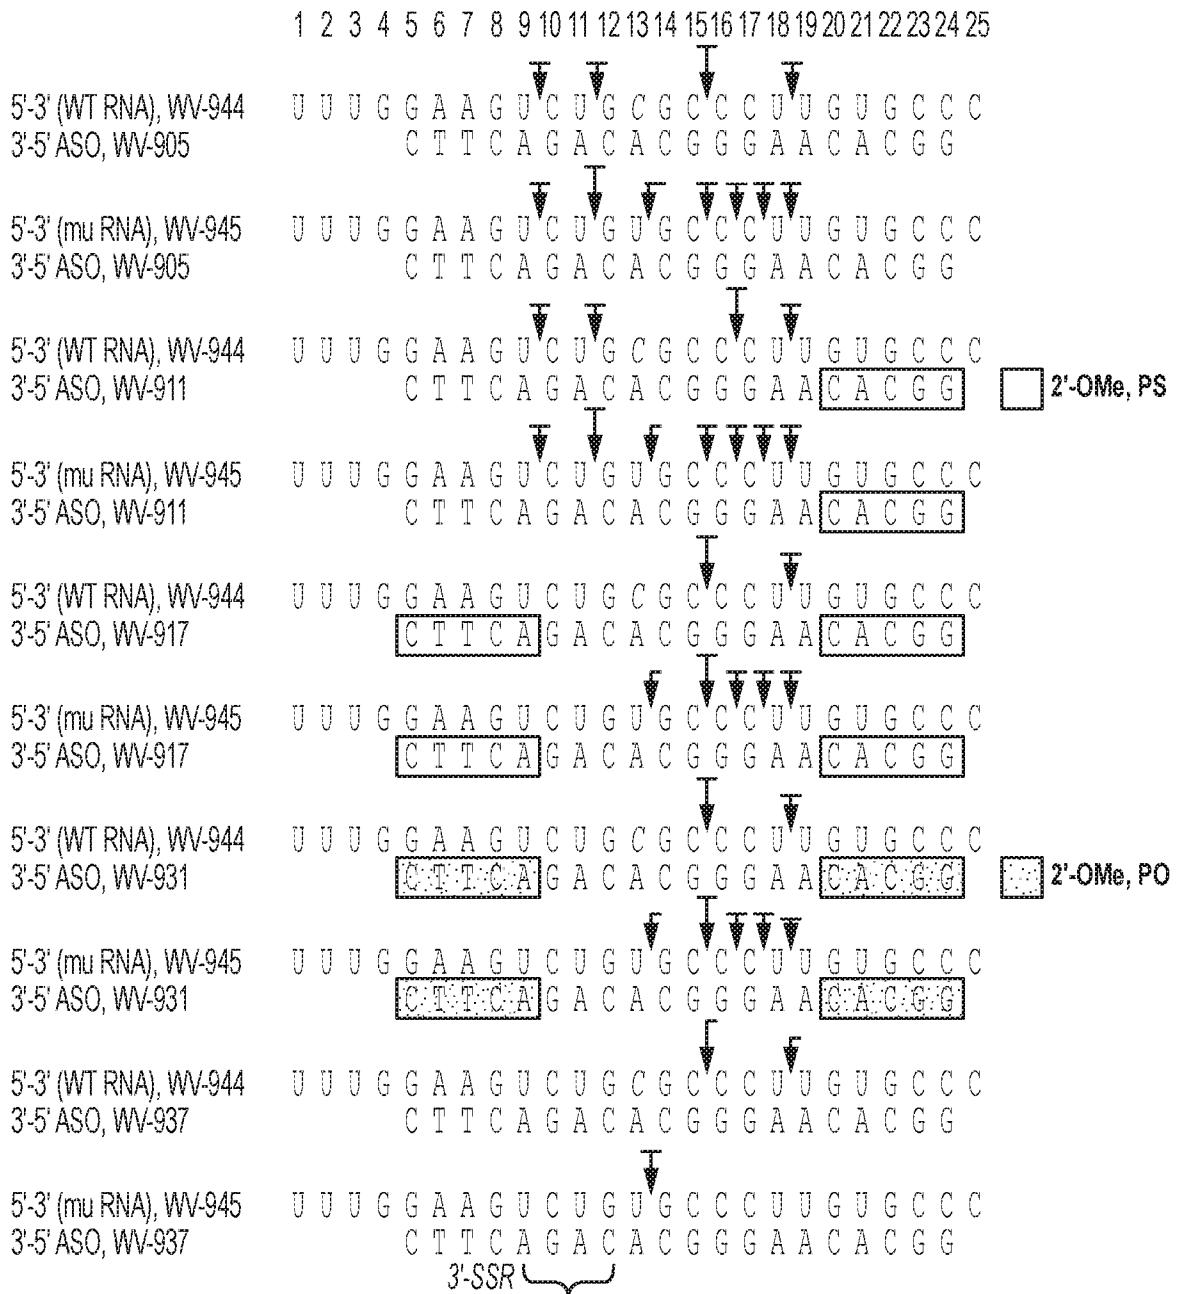 1 2 3 4 5 6 7 8 9 10 11 12 13 14 15 16 17 18 19 20 21 22 23 24 25
5'-3' (WT RNA), WV-944 U U U G G A A G U C U G C G C C C U U G U G C C C
3'-5' ASO, WV-905 C T T C A G A C A C G G G A A C A C G G
5'-3' (mu RNA), WV-945 U U U G G A A G U C U G U G C C C U U G U G C C C
3'-5' ASO, WV-905 C T T C A G A C A C G G G A A C A C G G
5'-3' (WT RNA), WV-944 U U U G G A A G U C U G C G C C C U U G U G C C C
3'-5' ASO, WV-911 C T T C A G A C A C G G G A A C A C G G 2'-OMe, PS
5'-3' (mu RNA), WV-945 U U U G G A A G U C U G U G C C C U U G U G C C C
3'-5' ASO, WV-911 C T T C A G A C A C G G G A A C A C G G
5'-3' (WT RNA), WV-944 U U U G G A A G U C U G C G C C C U U G U G C C C
3'-5' ASO, WV-917 C T T C A G A C A C G G G A A C A C G G
5'-3' (mu RNA), WV-945 U U U G G A A G U C U G U G C C C U U G U G C C C
3'-5' ASO, WV-917 C T T C A G A C A C G G G A A C A C G G
5'-3' (WT RNA), WV-944 U U U G G A A G U C U G C G C C C U U G U G C C C
3'-5' ASO, WV-931 C T T C A G A C A C G G G A A C A C G G 2'-OMe, PO
5'-3' (mu RNA), WV-945 U U U G G A A G U C U G U G C C C U U G U G C C C
3'-5' ASO, WV-931 C T T C A G A C A C G G G A A C A C G G
5'-3' (WT RNA), WV-944 U U U G G A A G U C U G C G C C C U U G U G C C C
3'-5' ASO, WV-937 C T T C A G A C A C G G G A A C A C G G
5'-3' (mu RNA), WV-945 U U U G G A A G U C U G U G C C C U U G U G C C C
3'-5' ASO, WV-937 C T T C A G A C A C G G G A A C A C G G
3'-SSR